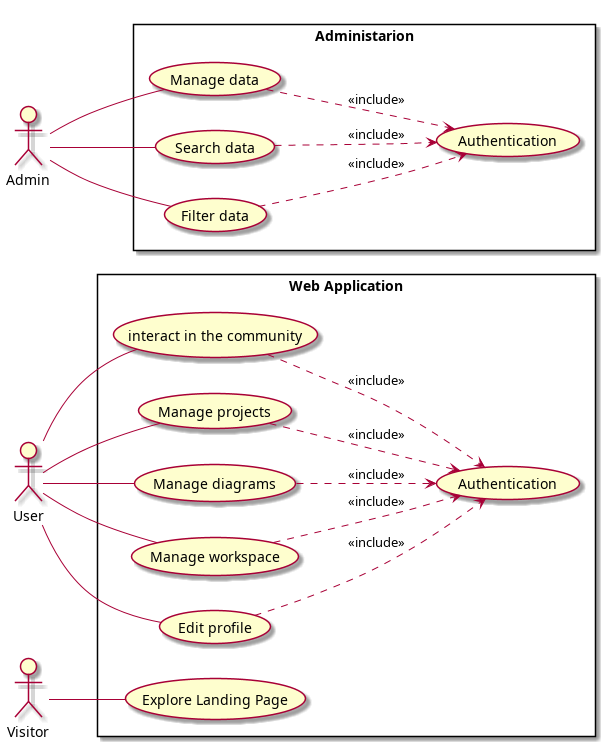 Administarion
Manage data
«include»
Search data
«include»
Authentication
Filter data
«include»
Admin
Web Application
interact in the community
«include»
Manage projects
«include»
Manage diagrams
«include»
Authentication
Manage workspace
«include»
Edit profile
«include»
User
Explore Landing Page
Visitor